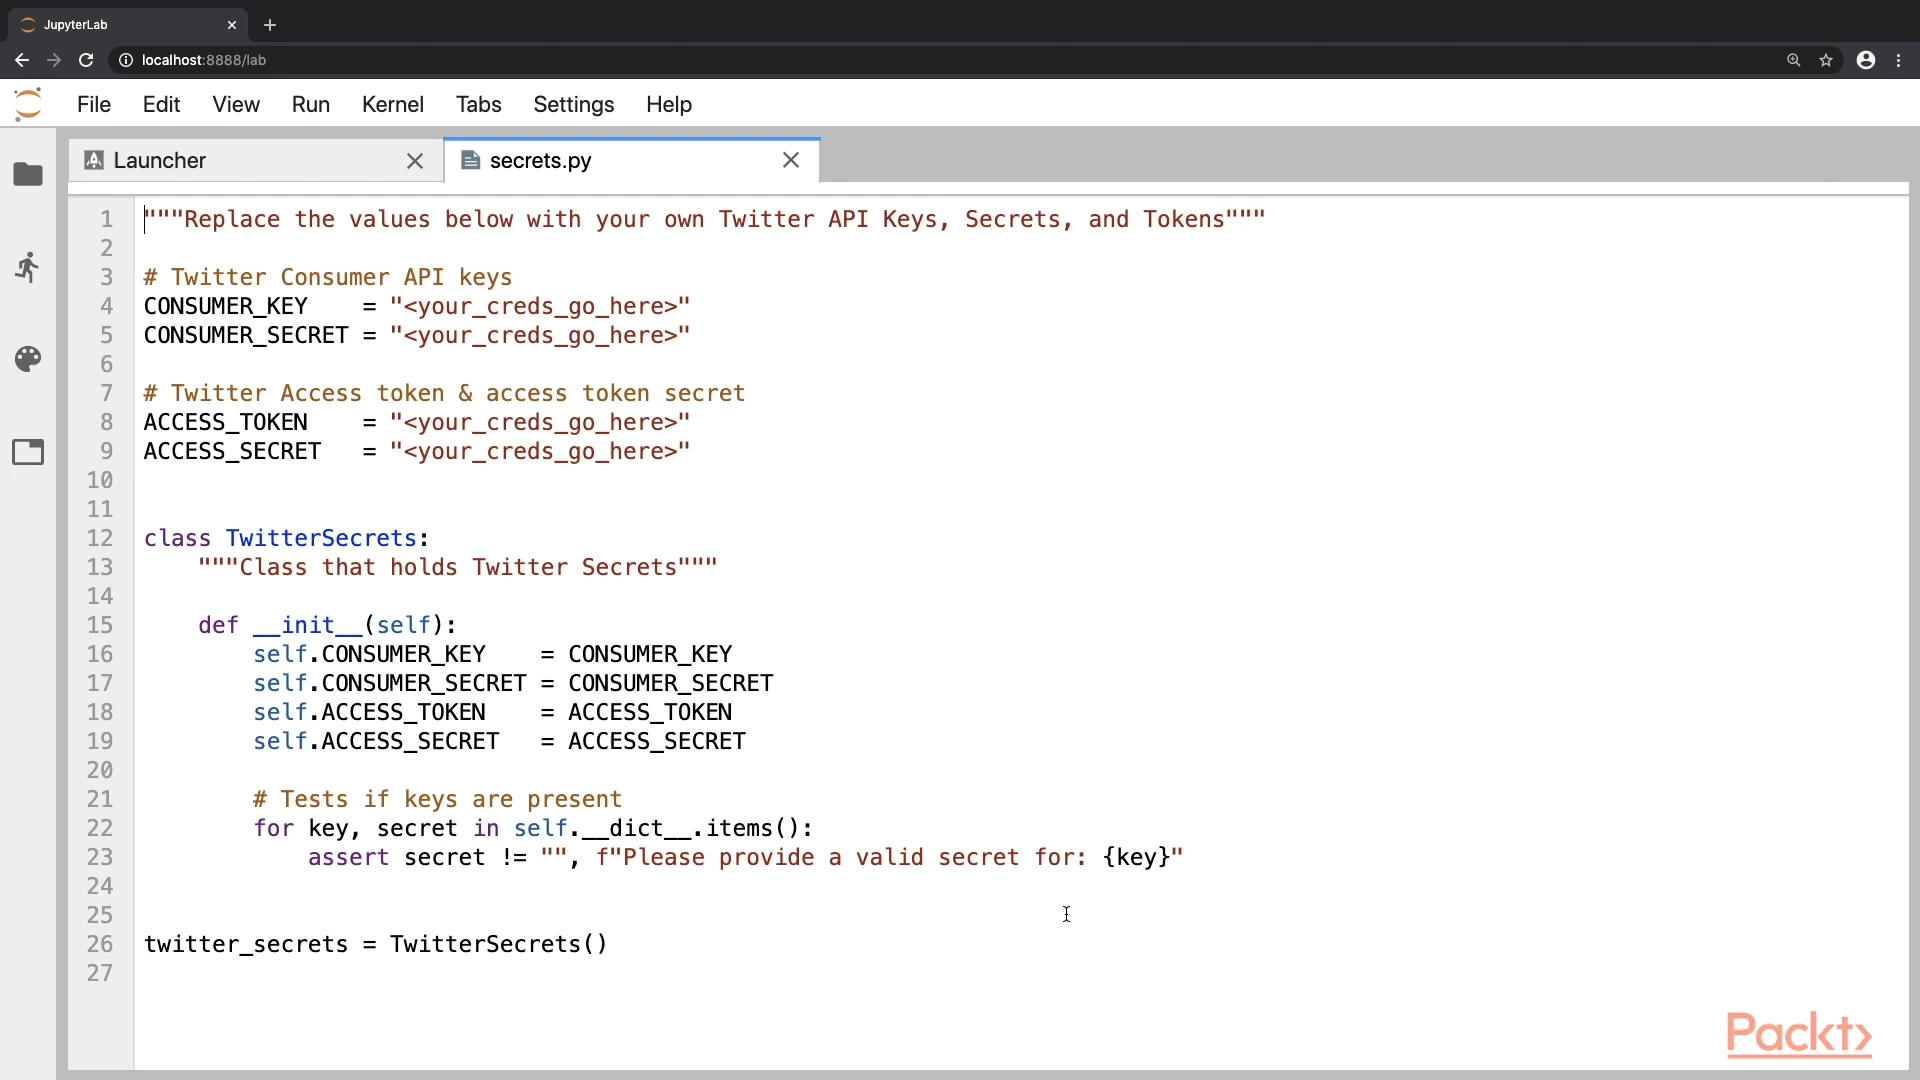 JupyterLab
localhost:8888/lab
File Edit View Run Kernel Tabs Settings Help
Launcher secrets.py
1 """Replace the values below with your own Twitter API Keys, Secrets, and Tokens"""
2
3 # Twitter Consumer API keys
4 CONSUMER_KEY    = "<your_creds_go_here>"
5 CONSUMER_SECRET = "<your_creds_go_here>"
6
7 # Twitter Access token & access token secret
8 ACCESS_TOKEN    = "<your_creds_go_here>"
9 ACCESS_SECRET   = "<your_creds_go_here>"
10
11
12 class TwitterSecrets:
13     """Class that holds Twitter Secrets"""
14
15     def __init__(self):
16         self.CONSUMER_KEY    = CONSUMER_KEY
17         self.CONSUMER_SECRET = CONSUMER_SECRET
18         self.ACCESS_TOKEN    = ACCESS_TOKEN
19         self.ACCESS_SECRET   = ACCESS_SECRET
20
21         # Tests if keys are present
22         for key, secret in self.__dict__.items():
23             assert secret != "", f"Please provide a valid secret for: {key}"
24
25
26 twitter_secrets = TwitterSecrets()
27
Packt>